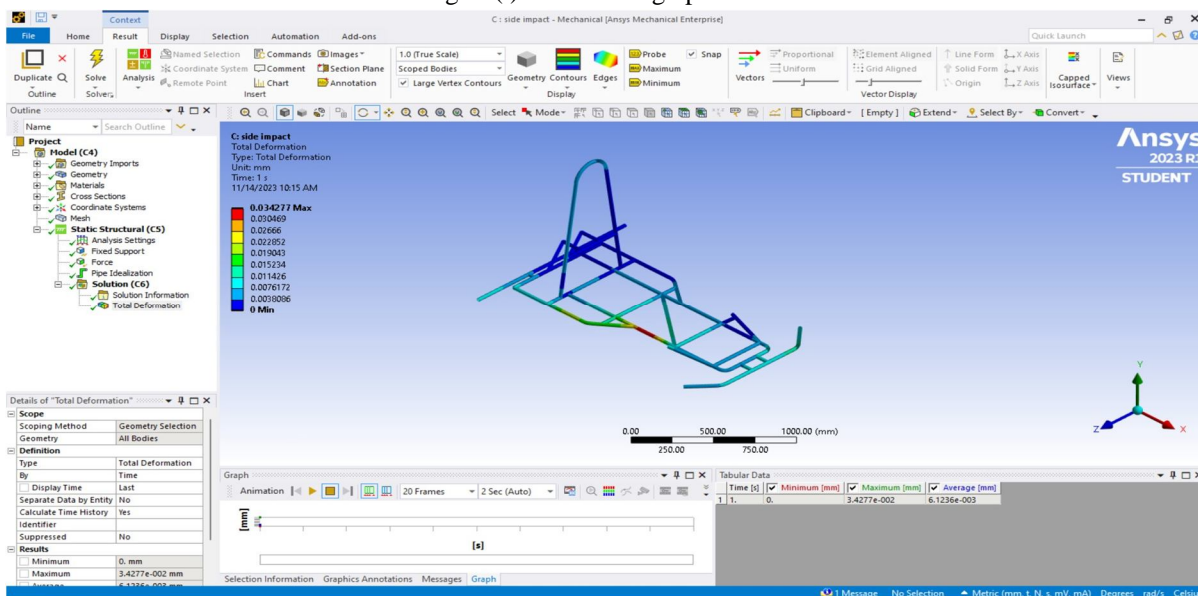 C : side impact - Mechanical [Ansys Mechanical Enterprise]
Context
File Home Result Display Selection Automation Add-ons
Quick Launch
Duplicate Q
Outline
Solve
Solvers
Analysis
Named Selection
Coordinate System
Remote Point
Commands
Comment
Chart
Images
Section Plane
Annotation
Insert
1.0 (True Scale)
Scoped Bodies
Large Vertex Contours
Geometry Contours Edges
Display
Probe
Maximum
Minimum
Snap
Vectors
Proportional
Uniform
Element Aligned
Grid Aligned
Line Form
Solid Form
Origin
X Axis
Y Axis
Z Axis
Vector Display
Capped Isosurface
Views
Outline
Name Search Outline
Select Mode Clipboard [ Empty ] Extend Select By Convert
Project
Model (C4)
Geometry Imports
Geometry
Materials
Cross Sections
Coordinate Systems
Mesh
Static Structural (C5)
Analysis Settings
Fixed Support
Force
Pipe Idealization
Solution (C6)
Solution Information
Total Deformation
C: side impact
Total Deformation
Type: Total Deformation
Unit: mm
Time: 1 s
11/14/2023 10:15 AM
0.034277 Max
0.030469
0.02666
0.022852
0.019043
0.015234
0.011426
0.0076172
0.0038086
0 Min
Ansys
2023 R
STUDENT
0.00 500.00 1000.00 (mm)
250.00 750.00
Y
Z X
Details of "Total Deformation"
Scope
Scoping Method Geometry Selection
Geometry All Bodies
Definition
Type Total Deformation
By Time
Display Time Last
Separate Data by Entity No
Calculate Time History Yes
Identifier
Suppressed No
Results
Minimum 0. mm
Maximum 3.4277e-002 mm
Average 6.1236e-003 mm
Graph
Animation 20 Frames 2 Sec (Auto)
[mm]
[s]
Selection Information Graphics Annotations Messages Graph
Tabular Data
Time [s] Minimum [mm] Maximum [mm] Average [mm]
1 1. 0. 3.4277e-002 6.1236e-003
1 Message No Selection Metric (mm, t, N, s, mV, mA) Degrees rad/s Celsiu